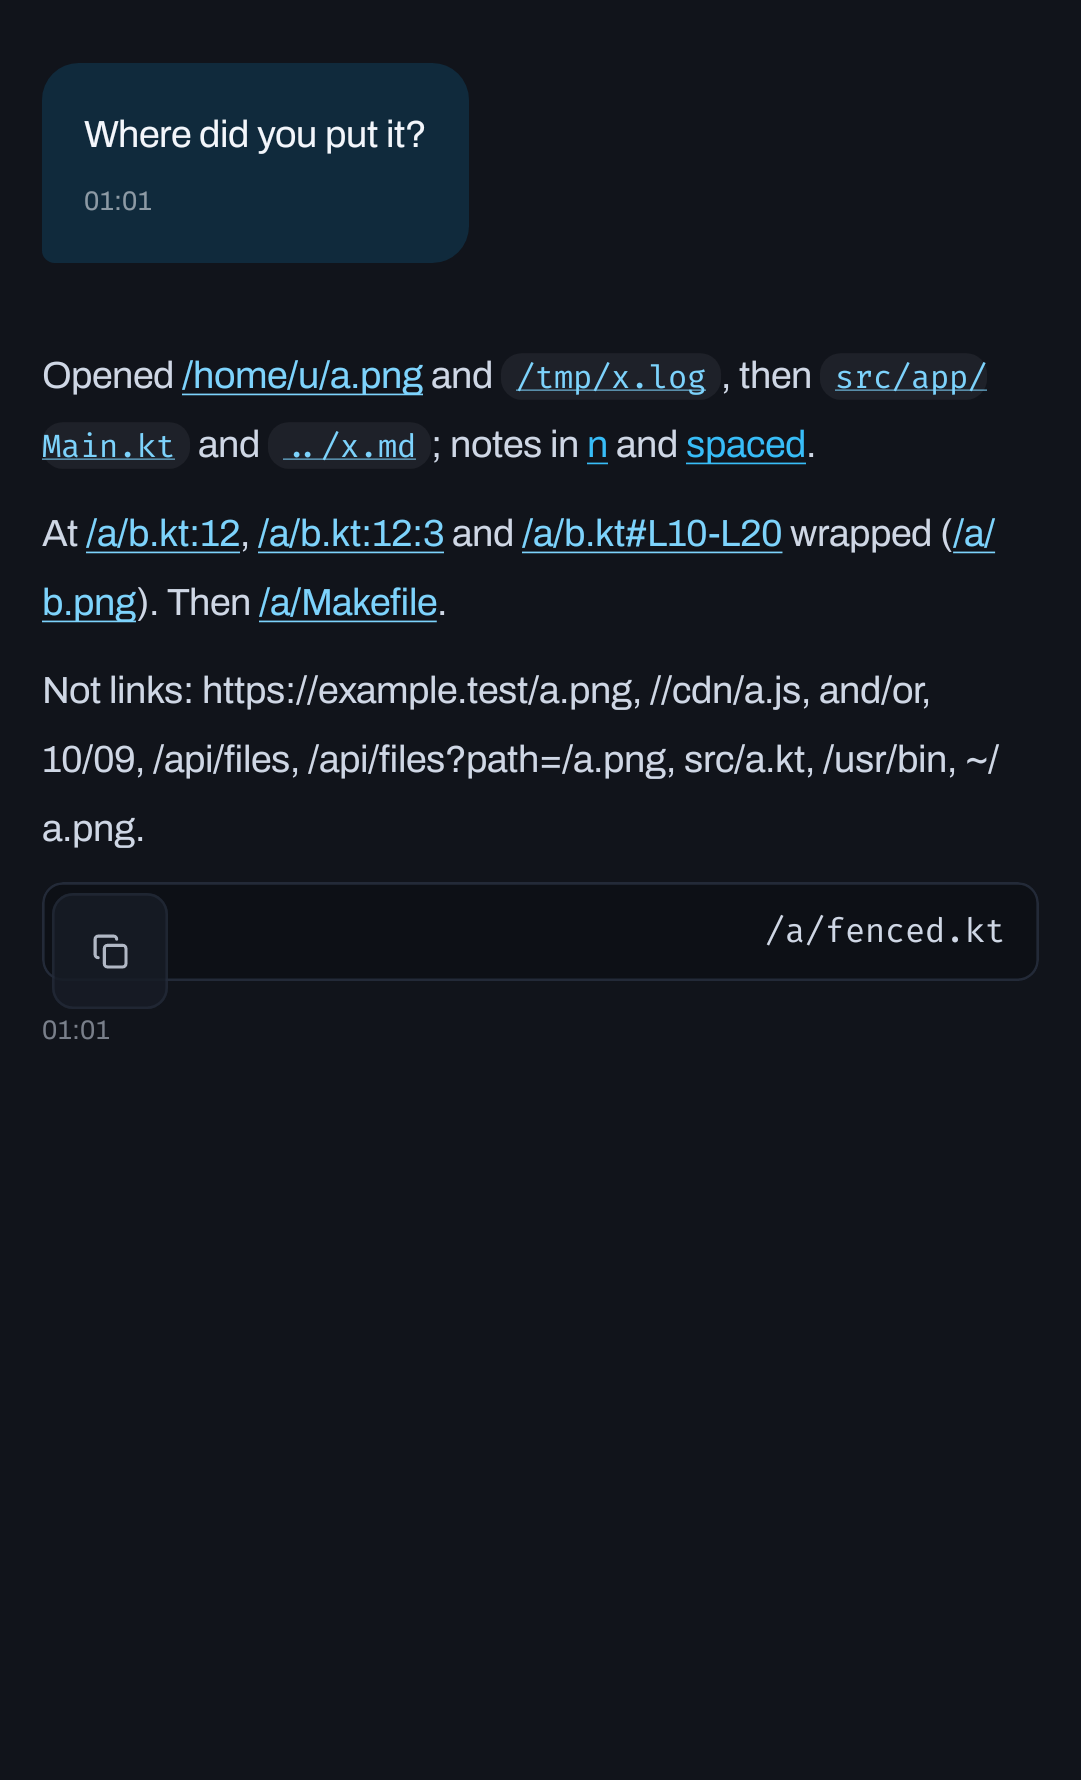 Where did you put it?
01:01
Opened /home/u/a.png and /tmp/x.log, then src/app/
Main.kt and ../x.md; notes in n and spaced.
At /a/b.kt:12, /a/b.kt:12:3 and /a/b.kt#L10-L20 wrapped (/a/
b.png). Then /a/Makefile.
Not links: https://example.test/a.png, //cdn/a.js, and/or,
10/09, /api/files, /api/files?path=/a.png, src/a.kt, /usr/bin, ~/
a.png.
/a/fenced.kt
01:01